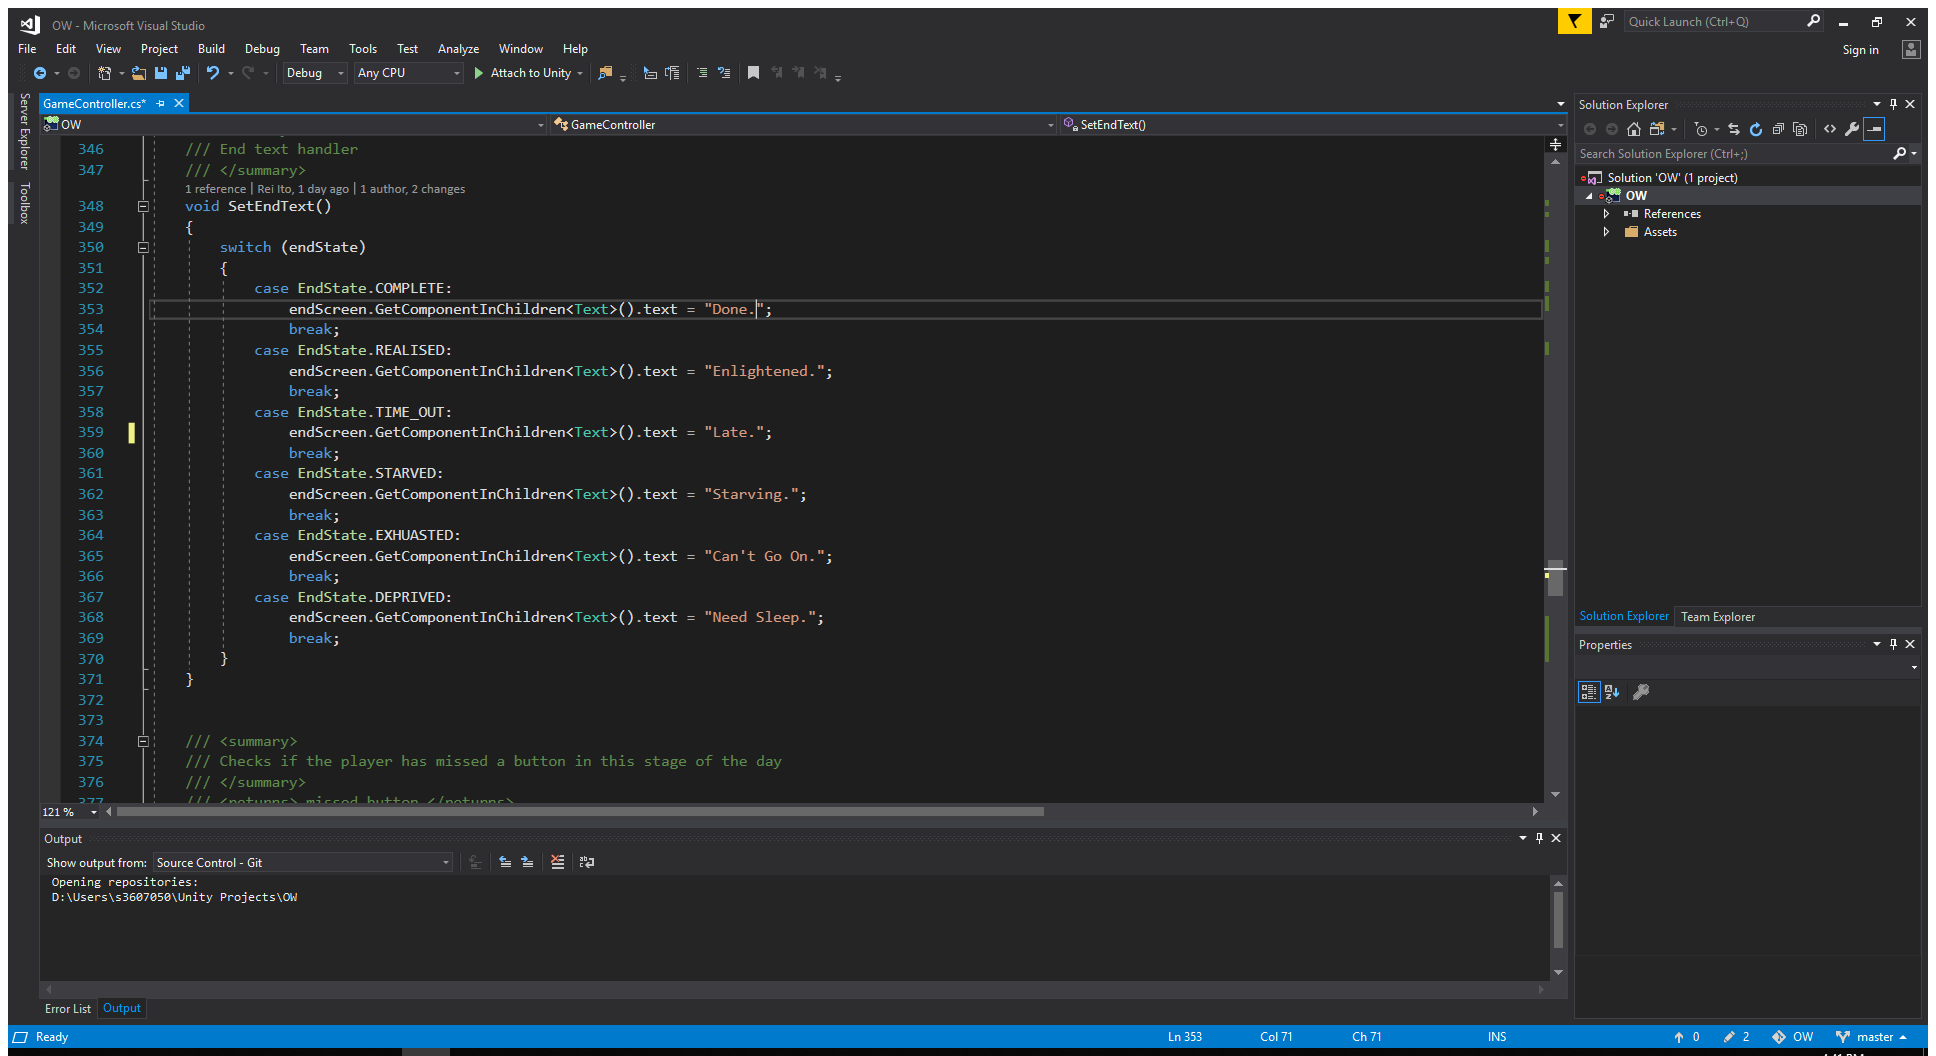 OW - Microsoft Visual Studio
Quick Launch (Ctrl+Q)
File Edit View Project Build Debug Team Tools Test Analyze Window Help
Sign in
Debug Any CPU Attach to Unity
Server Explorer
Toolbox
GameController.cs*
OW GameController SetEndText()
346 /// End text handler
347 /// </summary>
1 reference | Rei Ito, 1 day ago | 1 author, 2 changes
348 void SetEndText()
349 {
350 switch (endState)
351 {
352 case EndState.COMPLETE:
353 endScreen.GetComponentInChildren<Text>().text = "Done.";
354 break;
355 case EndState.REALISED:
356 endScreen.GetComponentInChildren<Text>().text = "Enlightened.";
357 break;
358 case EndState.TIME_OUT:
359 endScreen.GetComponentInChildren<Text>().text = "Late.";
360 break;
361 case EndState.STARVED:
362 endScreen.GetComponentInChildren<Text>().text = "Starving.";
363 break;
364 case EndState.EXHUASTED:
365 endScreen.GetComponentInChildren<Text>().text = "Can't Go On.";
366 break;
367 case EndState.DEPRIVED:
368 endScreen.GetComponentInChildren<Text>().text = "Need Sleep.";
369 break;
370 }
371 }
372
373
374 /// <summary>
375 /// Checks if the player has missed a button in this stage of the day
376 /// </summary>
377 /// <returns> missed button </returns>
121 %
Solution Explorer
Search Solution Explorer (Ctrl+;)
Solution 'OW' (1 project)
OW
References
Assets
Solution Explorer Team Explorer
Properties
Output
Show output from: Source Control - Git
Opening repositories:
D:\Users\s3607050\Unity Projects\OW
Error List Output
Ready Ln 353 Col 71 Ch 71 INS 0 2 OW master